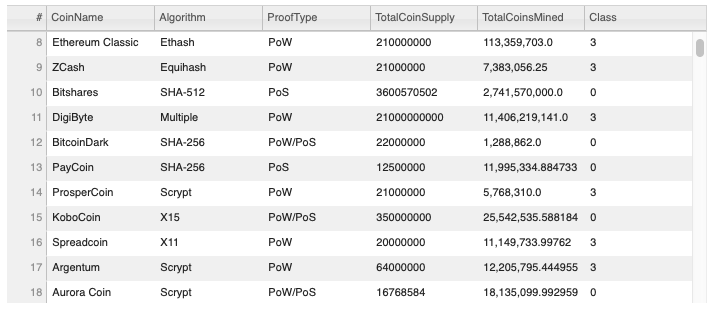 # CoinName Algorithm ProofType TotalCoinSupply TotalCoinsMined Class
8 Ethereum Classic Ethash PoW 210000000 113,359,703.0 3
9 ZCash Equihash PoW 21000000 7,383,056.25 3
10 Bitshares SHA-512 PoS 3600570502 2,741,570,000.0 0
11 DigiByte Multiple PoW 21000000000 11,406,219,141.0 3
12 BitcoinDark SHA-256 PoW/PoS 22000000 1,288,862.0 0
13 PayCoin SHA-256 PoS 12500000 11,995,334.884733 0
14 ProsperCoin Scrypt PoW 21000000 5,768,310.0 3
15 KoboCoin X15 PoW/PoS 350000000 25,542,535.588184 0
16 Spreadcoin X11 PoW 20000000 11,149,733.99762 3
17 Argentum Scrypt PoW 64000000 12,205,795.444955 3
18 Aurora Coin Scrypt PoW/PoS 16768584 18,135,099.992959 0